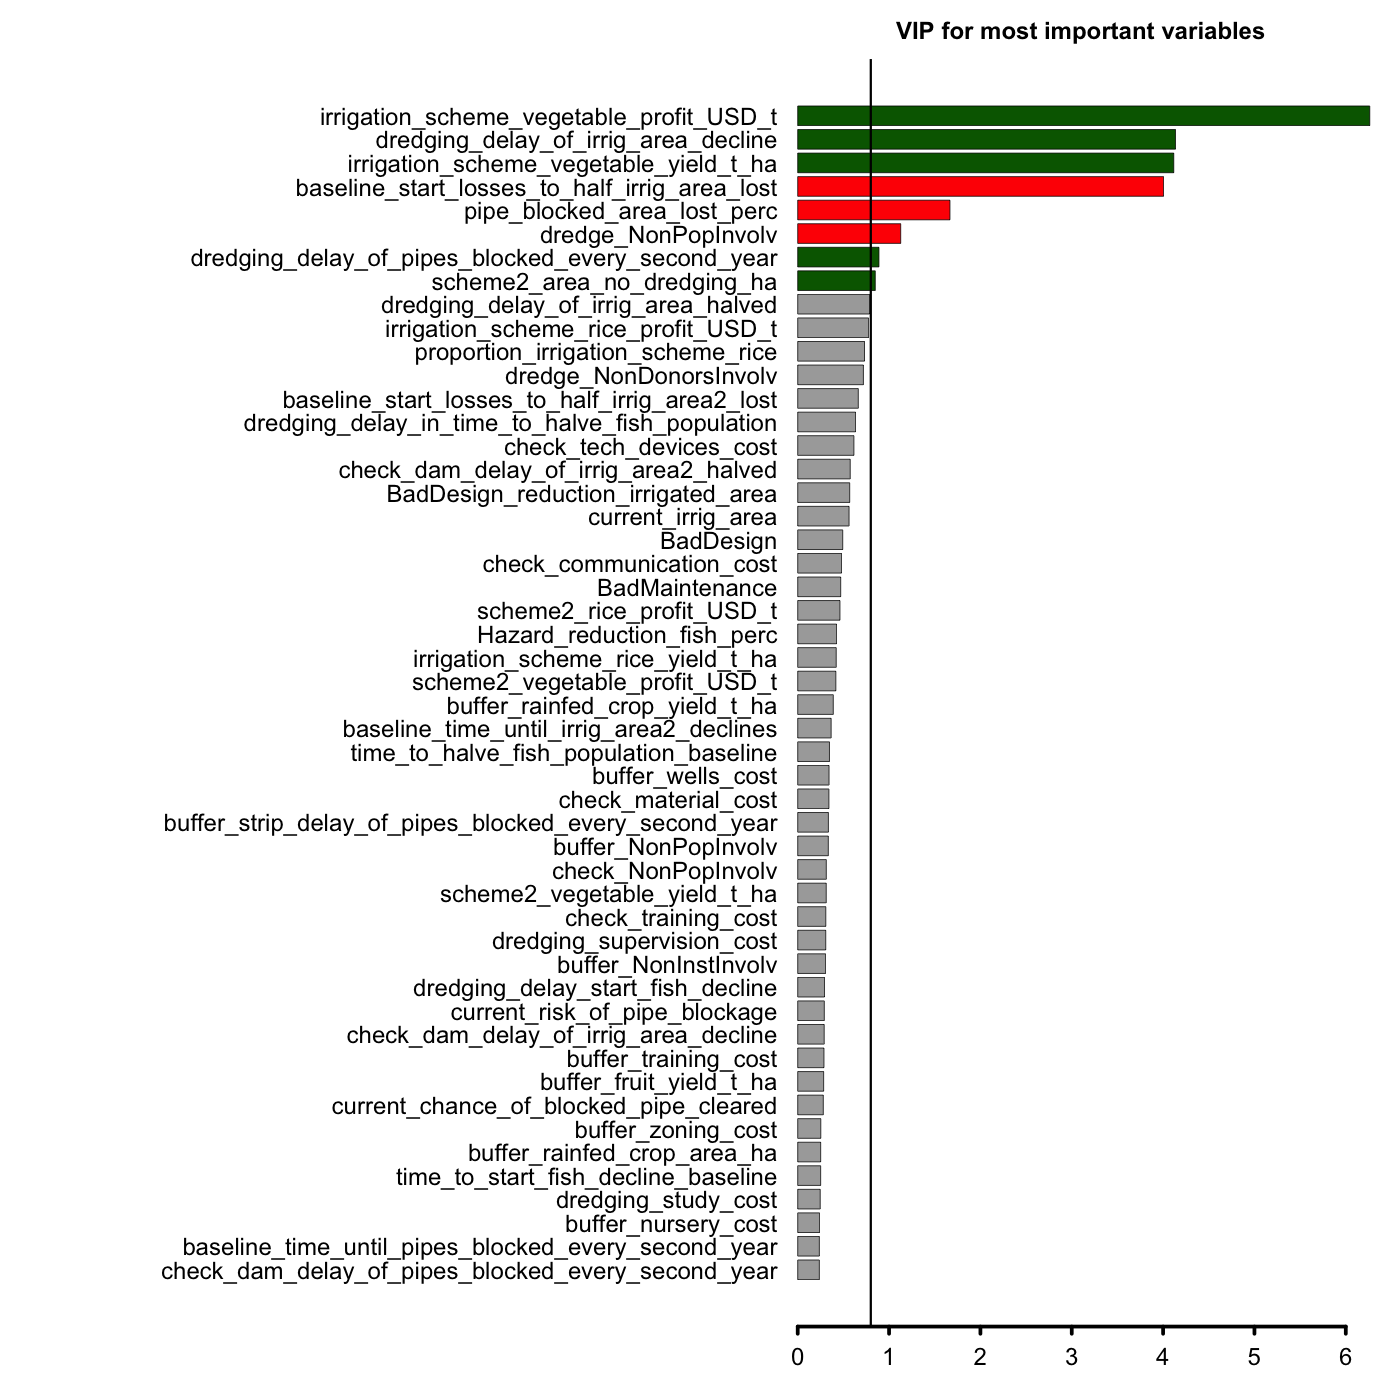 VIP for most important variables
irrigation_scheme_vegetable_profit_USD_t
dredging_delay_of_irrig_area_decline
irrigation_scheme_vegetable_yield_t_ha
baseline_start_losses_to_half_irrig_area_lost
pipe_blocked_area_lost_perc
dredge_NonPopInvolv
dredging_delay_of_pipes_blocked_every_second_year
scheme2_area_no_dredging_ha
dredging_delay_of_irrig_area_halved
irrigation_scheme_rice_profit_USD_t
proportion_irrigation_scheme_rice
dredge_NonDonorsInvolv
baseline_start_losses_to_half_irrig_area2_lost
dredging_delay_in_time_to_halve_fish_population
check_tech_devices_cost
check_dam_delay_of_irrig_area2_halved
BadDesign_reduction_irrigated_area
current_irrig_area
BadDesign
check_communication_cost
BadMaintenance
scheme2_rice_profit_USD_t
Hazard_reduction_fish_perc
irrigation_scheme_rice_yield_t_ha
scheme2_vegetable_profit_USD_t
buffer_rainfed_crop_yield_t_ha
baseline_time_until_irrig_area2_declines
time_to_halve_fish_population_baseline
buffer_wells_cost
check_material_cost
buffer_strip_delay_of_pipes_blocked_every_second_year
buffer_NonPopInvolv
check_NonPopInvolv
scheme2_vegetable_yield_t_ha
check_training_cost
dredging_supervision_cost
buffer_NonInstInvolv
dredging_delay_start_fish_decline
current_risk_of_pipe_blockage
check_dam_delay_of_irrig_area_decline
buffer_training_cost
buffer_fruit_yield_t_ha
current_chance_of_blocked_pipe_cleared
buffer_zoning_cost
buffer_rainfed_crop_area_ha
time_to_start_fish_decline_baseline
dredging_study_cost
buffer_nursery_cost
baseline_time_until_pipes_blocked_every_second_year
check_dam_delay_of_pipes_blocked_every_second_year
0 1 2 3 4 5 6